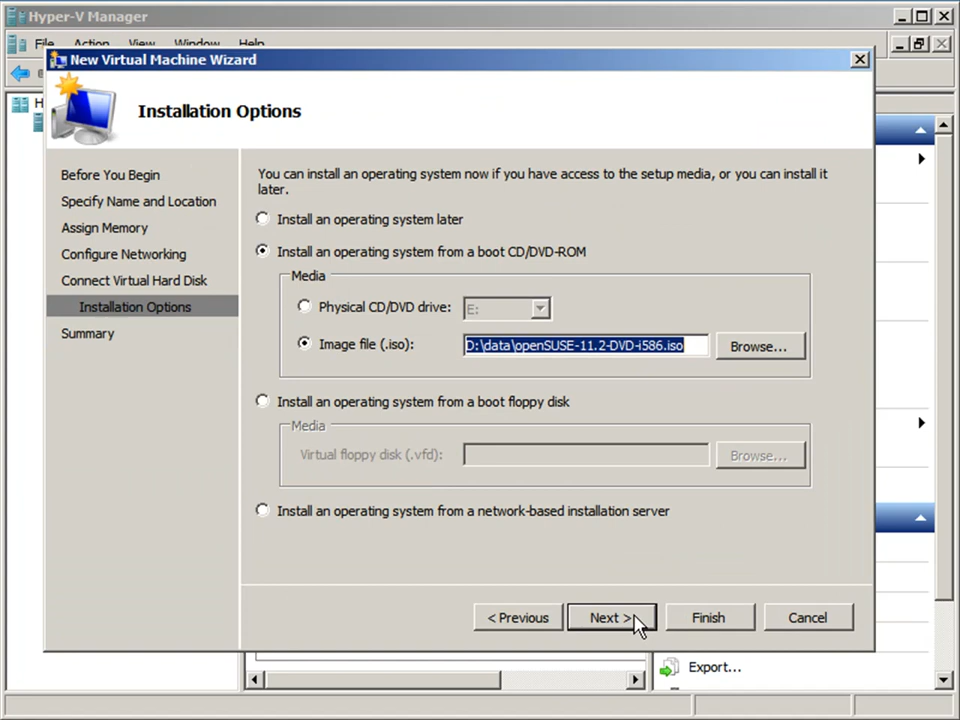 Hyper-V Manager
File Action View Window Help
New Virtual Machine Wizard
H
Installation Options
Before You Begin
Specify Name and Location
Assign Memory
Configure Networking
Connect Virtual Hard Disk
Installation Options
Summary
You can install an operating system now if you have access to the setup media, or you can install it
later.
Install an operating system later
Install an operating system from a boot CD/DVD-ROM
Media
Physical CD/DVD drive: E:
Image file (.iso): D:\data\openSUSE-11.2-DVD-i586.iso Browse...
Install an operating system from a boot floppy disk
Media
Virtual floppy disk (.vfd): Browse...
Install an operating system from a network-based installation server
< Previous Next > Finish Cancel
Export...